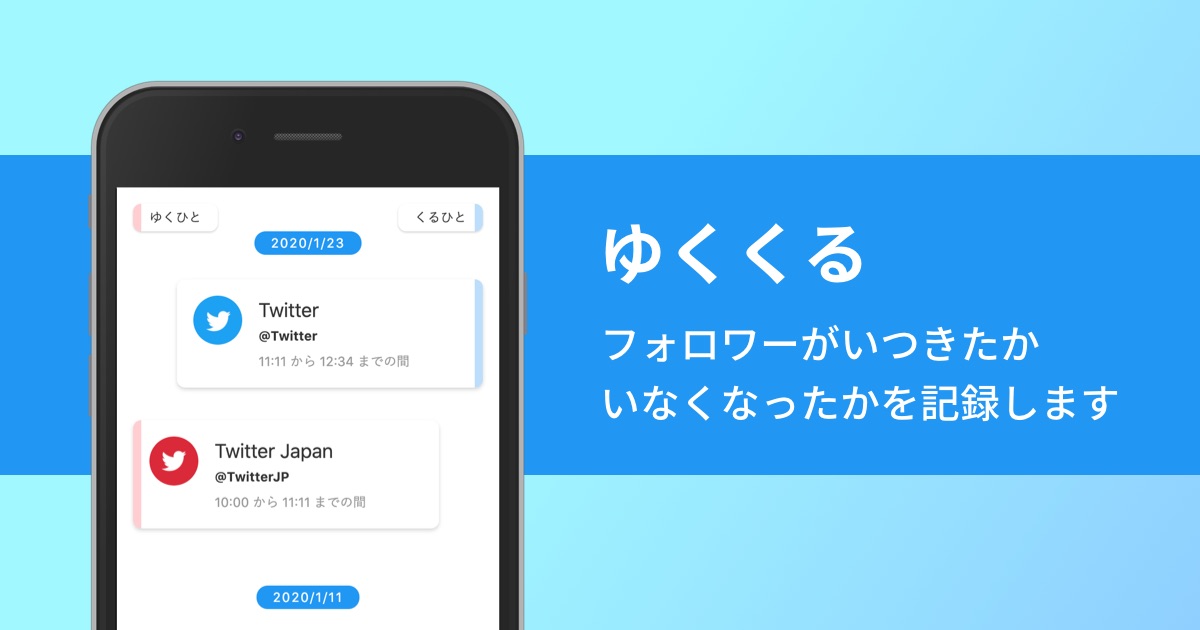 ゆくひと
くるひと
2020/1/23
Twitter
@Twitter
11:11 から 12:34 までの間
Twitter Japan
@TwitterJP
10:00 から 11:11 までの間
2020/1/11
ゆくくる
フォロワーがいつきたか
いなくなったかを記録します